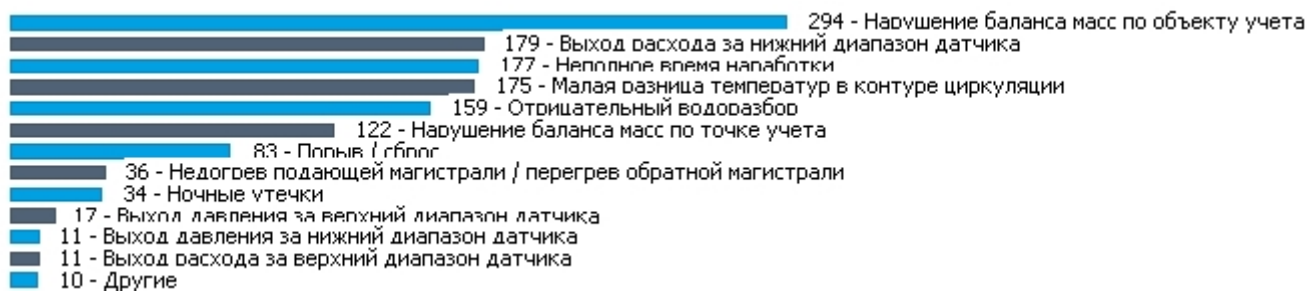 294 - Нарушение баланса масс по объекту учета
179 - Выход расхода за нижний диапазон датчика
177 - Неполное время наработки
175 - Малая разница температур в контуре циркуляции
159 - Отрицательный водоразбор
122 - Нарушение баланса масс по точке учета
83 - Порыв / сброс
36 - Недогрев подающей магистрали / перегрев обратной магистрали
34 - Ночные утечки
17 - Выход давления за верхний диапазон датчика
11 - Выход давления за нижний диапазон датчика
11 - Выход расхода за верхний диапазон датчика
10 - Другие